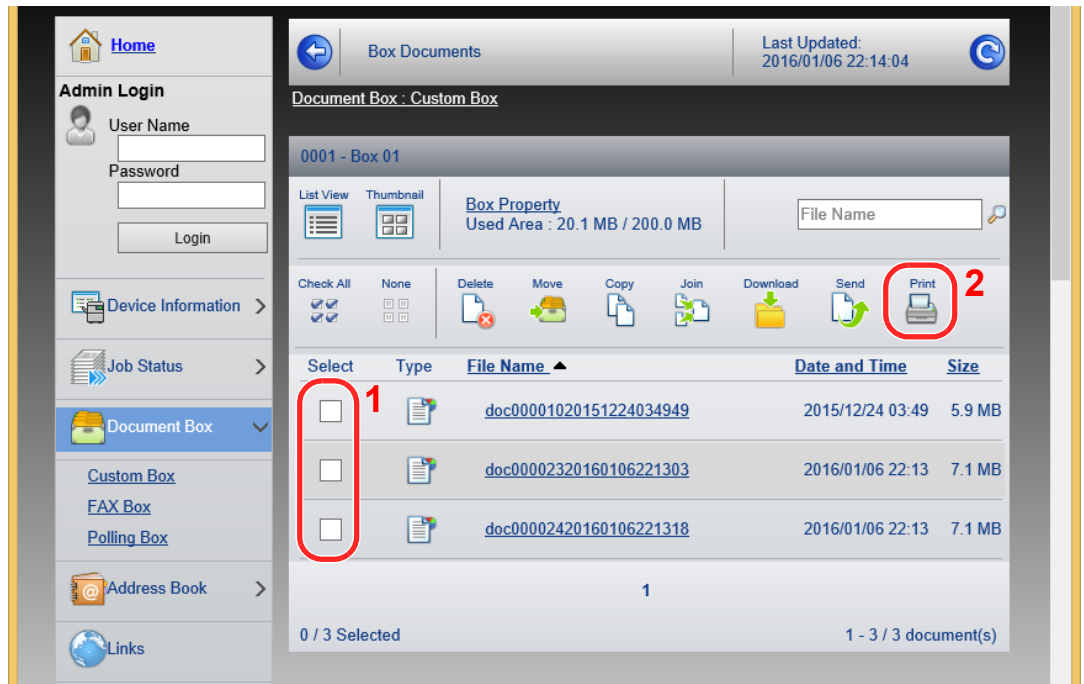 Home
Admin Login
User Name
Password
Login
Device Information
Job Status
Document Box
Custom Box
FAX Box
Polling Box
Address Book
Links
Box Documents
Last Updated:
2016/01/06 22:14:04
Document Box : Custom Box
0001 - Box 01
List View Thumbnail
Box Property
Used Area : 20.1 MB / 200.0 MB
File Name
Check All None Delete Move Copy Join Download Send Print 2
Select Type File Name Date and Time Size
1
doc00001020151224034949 2015/12/24 03:49 5.9 MB
doc00002320160106221303 2016/01/06 22:13 7.1 MB
doc00002420160106221318 2016/01/06 22:13 7.1 MB
1
0 / 3 Selected 1 - 3 / 3 document(s)